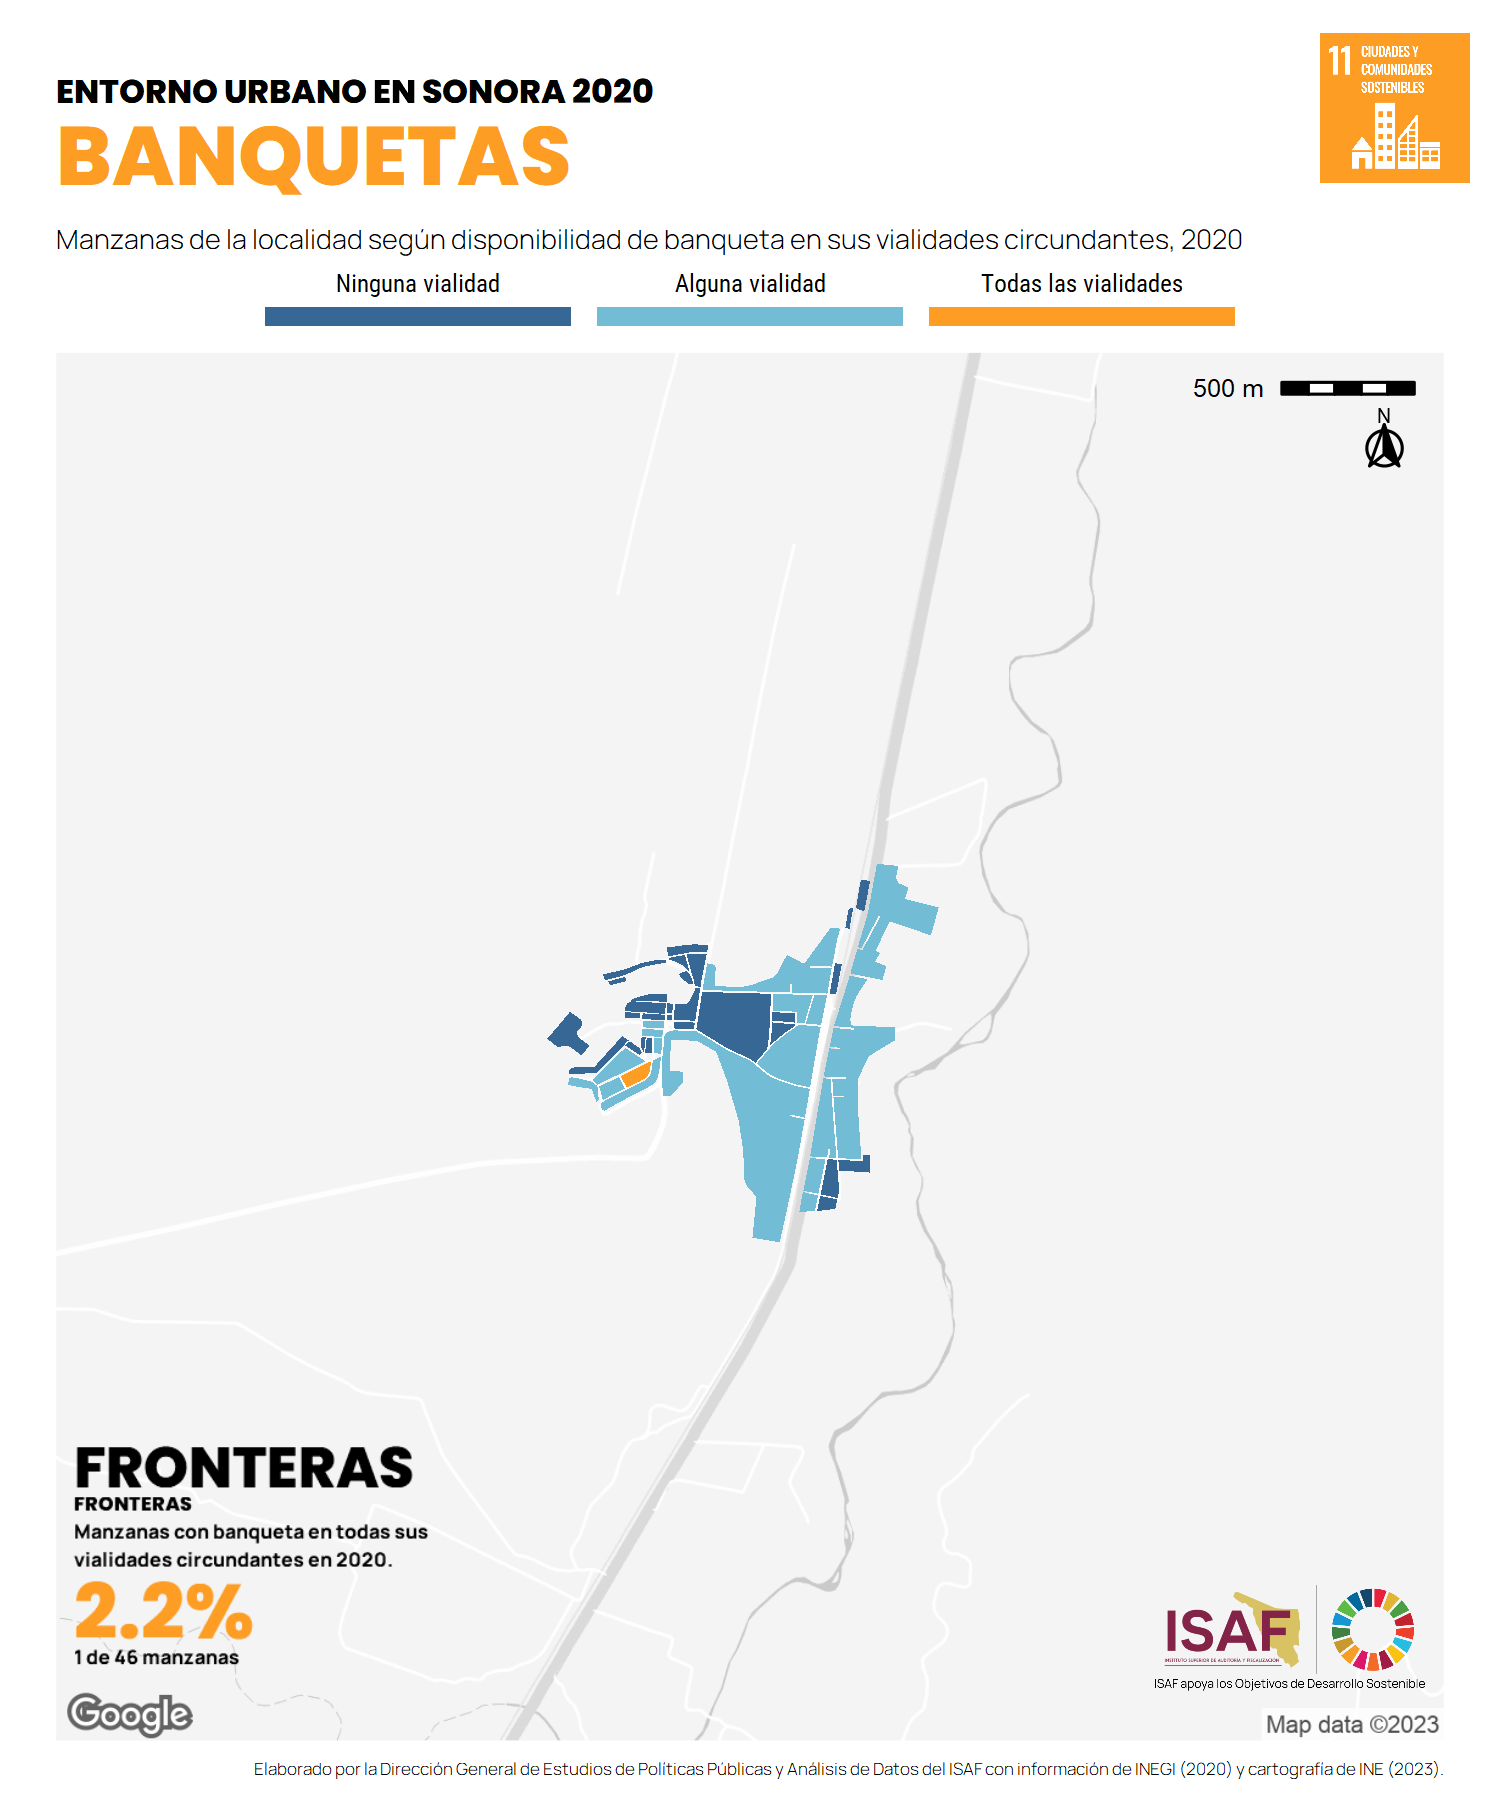 11 CIUDADES Y
COMUNIDADES
SOSTENIBLES
ENTORNO URBANO EN SONORA 2020
BANQUETAS
Manzanas de la localidad según disponibilidad de banqueta en sus vialidades circundantes, 2020
Ninguna vialidad Alguna vialidad Todas las vialidades
500 m
N
FRONTERAS
FRONTERAS
Manzanas con banqueta en todas sus
vialidades circundantes en 2020.
2.2%
1 de 46 manzanas
ISAF
INSTITUTO SUPERIOR DE AUDITORÍA Y FISCALIZACIÓN
ISAF apoya los Objetivos de Desarrollo Sostenible
Google
Map data ©2023
Elaborado por la Dirección General de Estudios de Políticas Públicas y Análisis de Datos del ISAF con información de INEGI (2020) y cartografía de INE (2023).